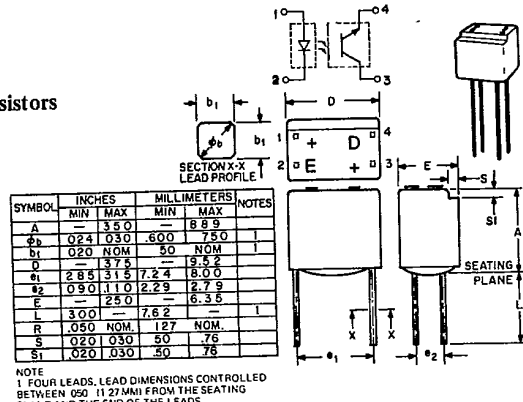 1 4
2 3
sistors
b1 D
ϕb b1
1 + D 4
2 E + 3
E
S
S1
A
SECTION X-X
LEAD PROFILE
SYMBOL INCHES MILLIMETERS NOTES
MIN MAX MIN MAX
A — .350 — 8.89
ϕb .024 .030 .600 .750 1
b1 .020 NOM .50 NOM 1
D — .375 — 9.52
e1 .285 .315 7.24 8.00
e2 .090 .110 2.29 2.79
E — .250 — 6.35
L .300 — 7.62 — 1
R .050 NOM. 1.27 NOM.
S .020 .030 .50 .76
S1 .020 .030 .50 .76
SEATING
PLANE
L
X X
e1 e2
NOTE
1 FOUR LEADS. LEAD DIMENSIONS CONTROLLED
BETWEEN .050 (1.27 MM) FROM THE SEATING
THE END OF THE LEADS